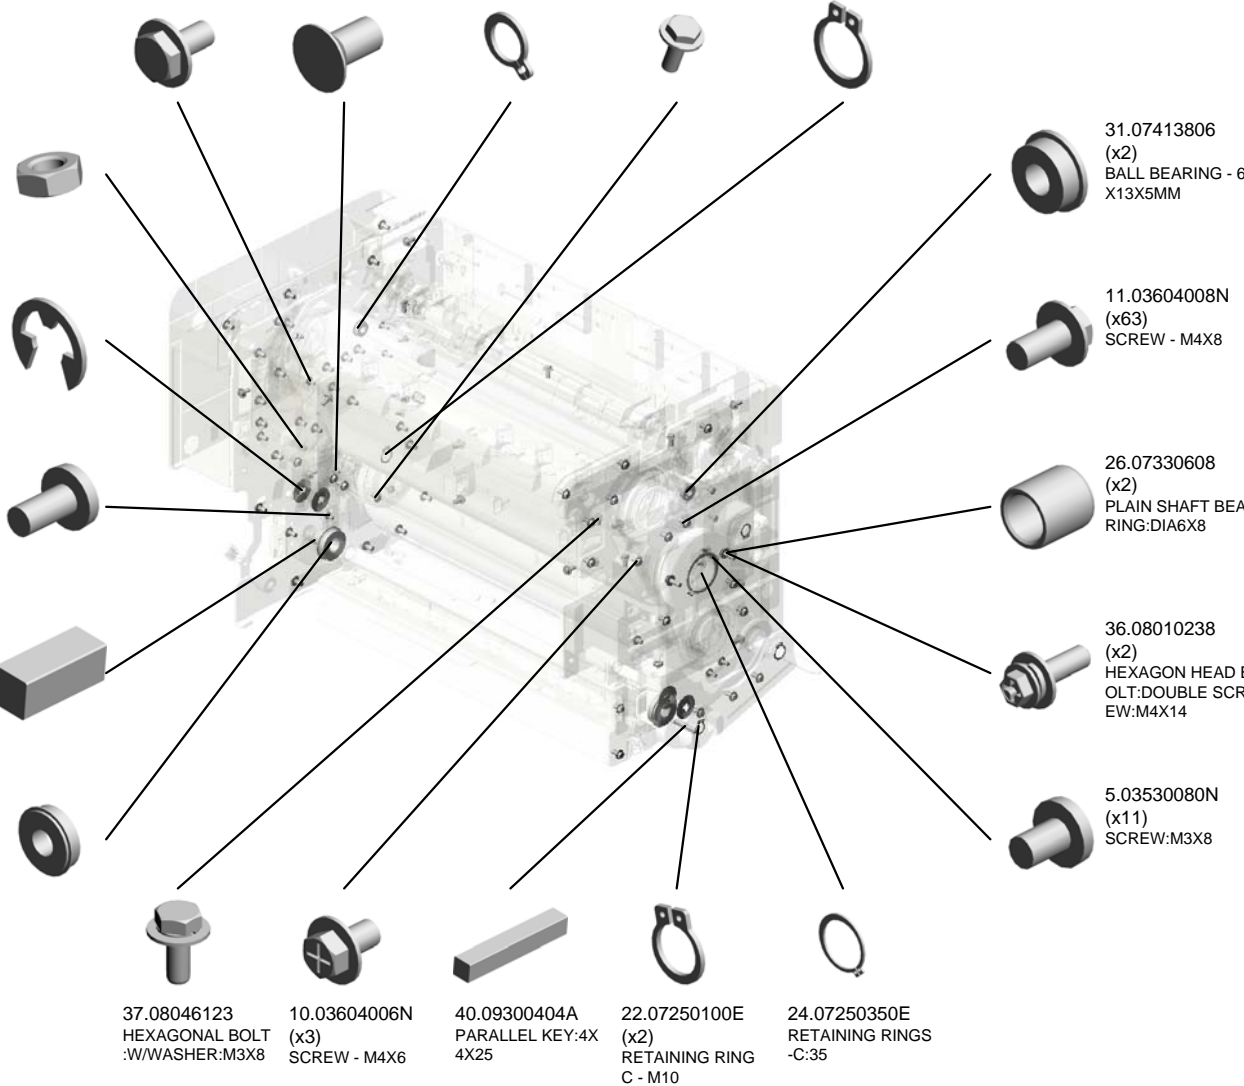 31.07413806
(x2)
BALL BEARING - 6
X13X5MM
11.03604008N
(x63)
SCREW - M4X8
26.07330608
(x2)
PLAIN SHAFT BEA
RING:DIA6X8
36.08010238
(x2)
HEXAGON HEAD B
OLT:DOUBLE SCR
EW:M4X14
5.03530080N
(x11)
SCREW:M3X8
37.08046123
HEXAGONAL BOLT
:W/WASHER:M3X8
10.03604006N
(x3)
SCREW - M4X6
40.09300404A
PARALLEL KEY:4X
4X25
22.07250100E
(x2)
RETAINING RING
C - M10
24.07250350E
RETAINING RINGS
-C:35